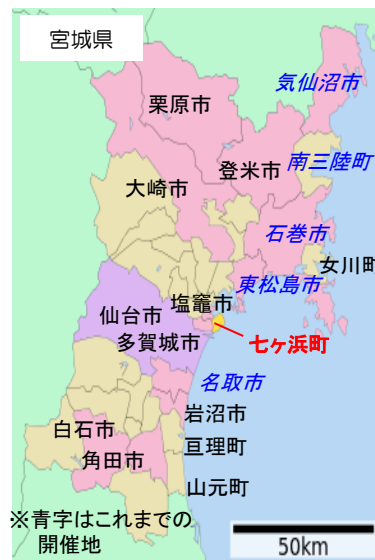 宮城県
気仙沼市
栗原市
登米市
南三陸町
大崎市
石巻市
女川町
東松島市
塩竈市
仙台市
多賀城市
七ヶ浜町
名取市
岩沼市
白石市
亘理町
角田市
山元町
※青字はこれまでの
開催地
50km